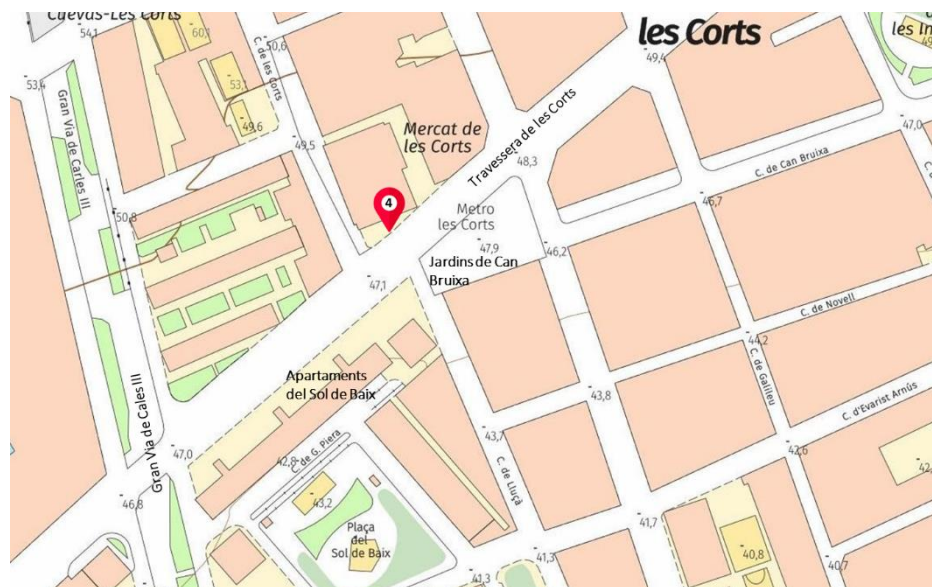 Cuevas-Les Corts
54,1
60,1
50,6
les Corts
les In
49
53,4
53,1
49,4
C. de les Corts
Gran Via de Carles III
49,6
Mercat de
les Corts
Travessera de les Corts
47,0
49,5
48,3
C. de Can Bruixa
50,8
4
46,7
Metro
les Corts
47,9
46,2
Jardins de Can
Bruixa
47,1
C. de Novell
44,2
Apartaments
del Sol de Baix
C. de Galileu
43,8
C. d'Evarist Arnús
Gran Via de Cales III
43,7
42,6
47,0
C. de G. Piera
42,8
C. de Lluçà
46,8
43,2
41,7
Plaça
del
Sol de Baix
41,3
40,8
40,7
41,3